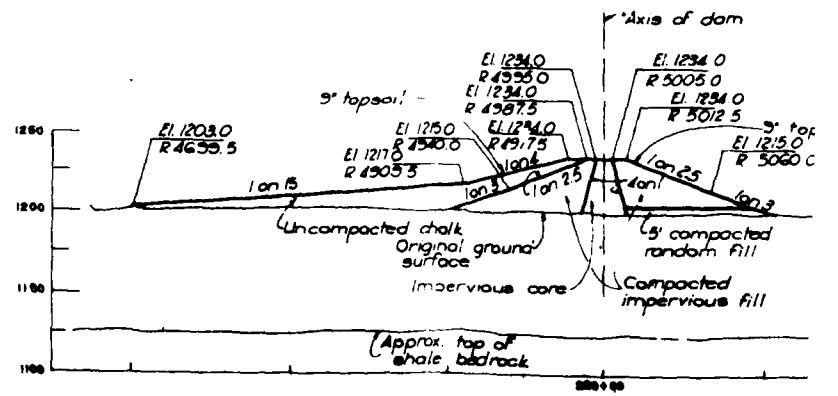 Axis of dam
El. 1234.0
R 4995.0
El. 1234.0
R 4987.5
El. 1234.0
R 4917.5
El. 1234.0
R 5005.0
El. 1234.0
R 5012.5
9" topsoil
9" top
El. 1215.0
R 4940.0
El. 1217.0
R 4903.5
El. 1203.0
R 4699.5
El. 1215.0
R 5060.0
1 on 15
1 on 3
1 on 4
1 on 2.5
4 on 1
1 on 2.5
1 on 3
Uncompacted chalk
Original ground
surface
Impervious core
Compacted
impervious fill
5' compacted
random fill
Approx. top of
shale bedrock
1250
1200
1150
1100